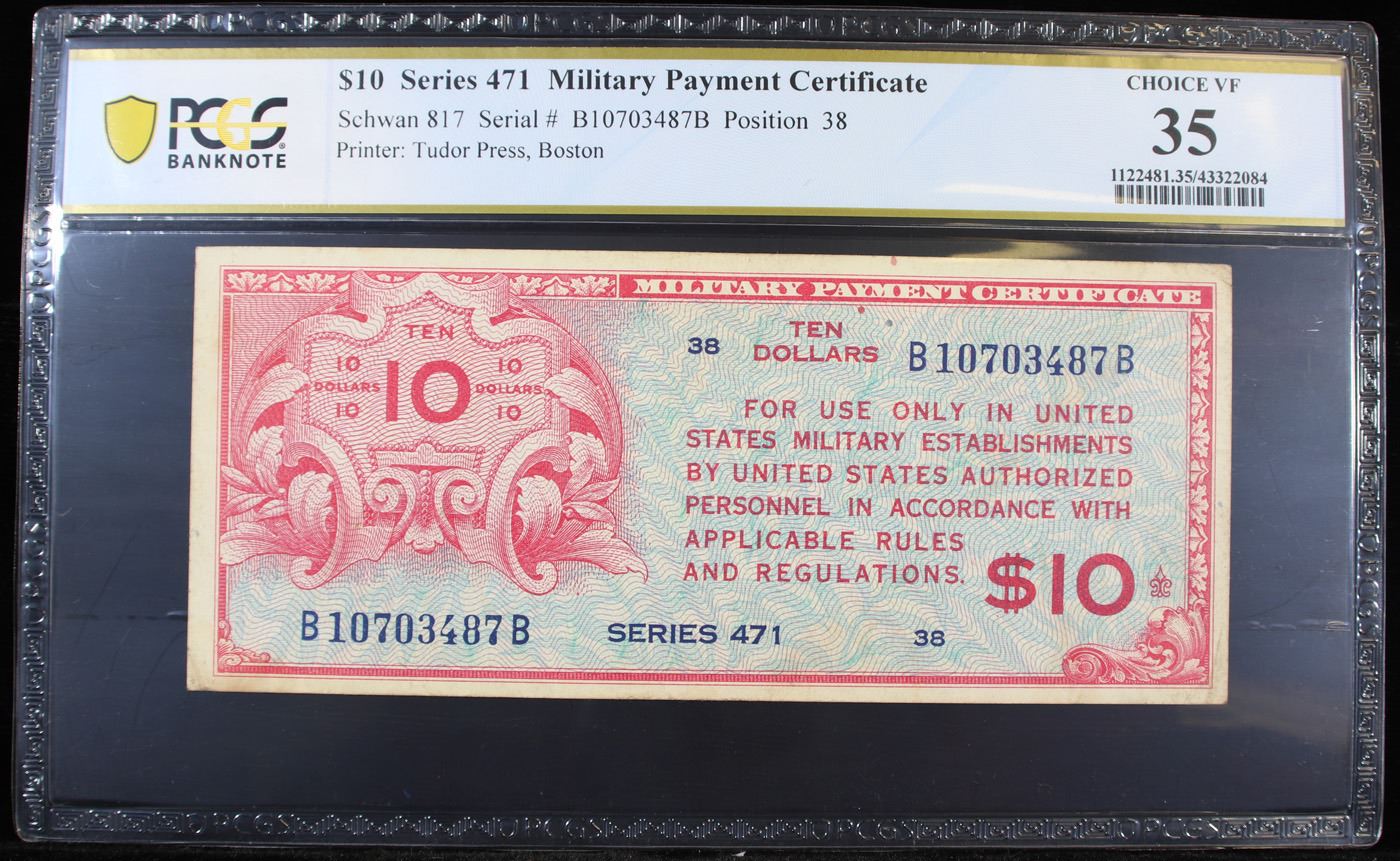 $10 Series 471 Military Payment Certificate
Schwan 817 Serial # B10703487B Position 38
Printer: Tudor Press, Boston
PCGS
BANKNOTE
CHOICE VF
35
1122481.35/43322084
MILITARY PAYMENT CERTIFICATE
TEN
10 10
DOLLARS 10 DOLLARS
10 10
38 TEN DOLLARS B10703487B
FOR USE ONLY IN UNITED
STATES MILITARY ESTABLISHMENTS
BY UNITED STATES AUTHORIZED
PERSONNEL IN ACCORDANCE WITH
APPLICABLE RULES
AND REGULATIONS.
$10
B10703487B SERIES 471 38